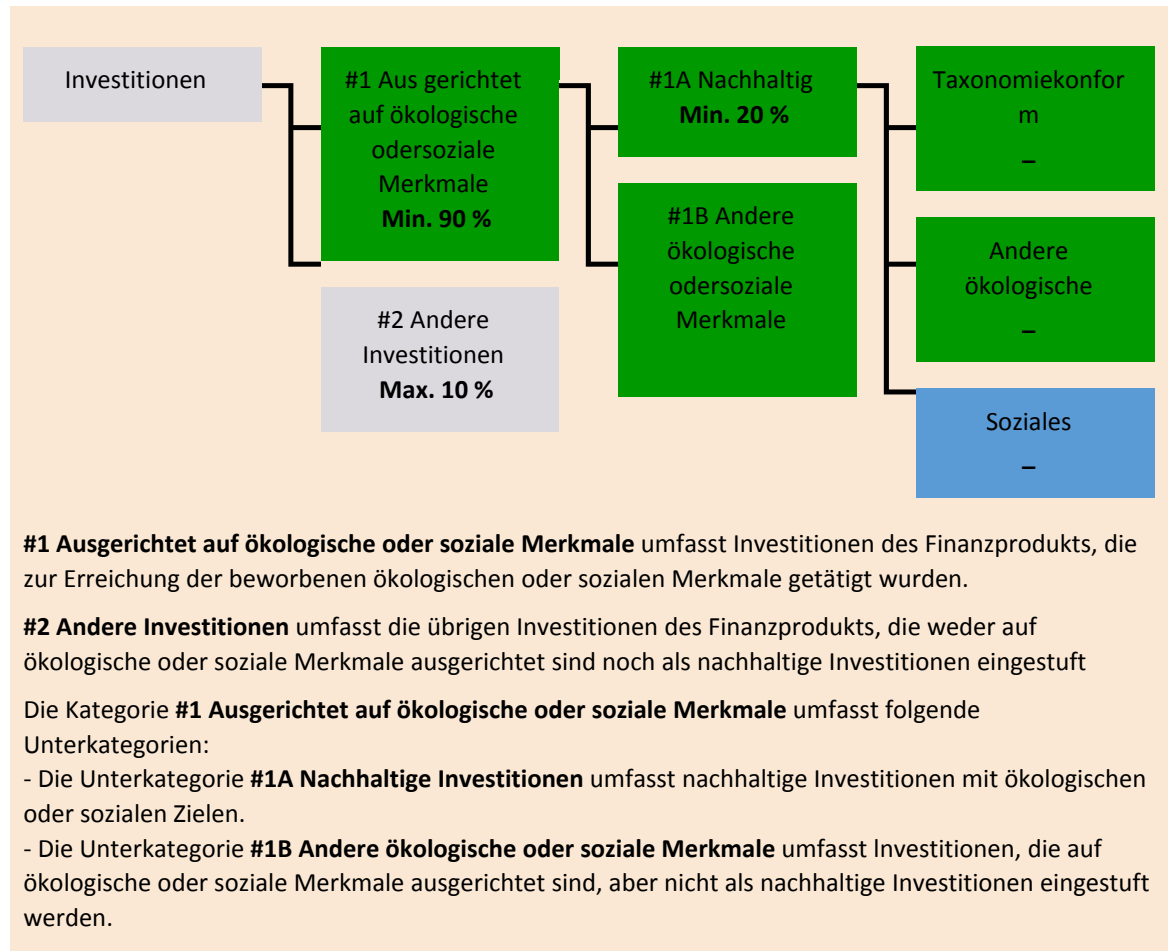 Investitionen
#1 Aus gerichtet
auf ökologische
odersoziale
Merkmale
Min. 90 %
#2 Andere
Investitionen
Max. 10 %
#1A Nachhaltig
Min. 20 %
#1B Andere
ökologische
odersoziale
Merkmale
Taxonomiekonfor
m
–
Andere
ökologische
–
Soziales
–
#1 Ausgerichtet auf ökologische oder soziale Merkmale umfasst Investitionen des Finanzprodukts, die
zur Erreichung der beworbenen ökologischen oder sozialen Merkmale getätigt wurden.
#2 Andere Investitionen umfasst die übrigen Investitionen des Finanzprodukts, die weder auf
ökologische oder soziale Merkmale ausgerichtet sind noch als nachhaltige Investitionen eingestuft
Die Kategorie #1 Ausgerichtet auf ökologische oder soziale Merkmale umfasst folgende
Unterkategorien:
- Die Unterkategorie #1A Nachhaltige Investitionen umfasst nachhaltige Investitionen mit ökologischen
oder sozialen Zielen.
- Die Unterkategorie #1B Andere ökologische oder soziale Merkmale umfasst lnvestitionen, die auf
ökologische oder soziale Merkmale ausgerichtet sind, aber nicht als nachhaltige Investitionen eingestuft
werden.